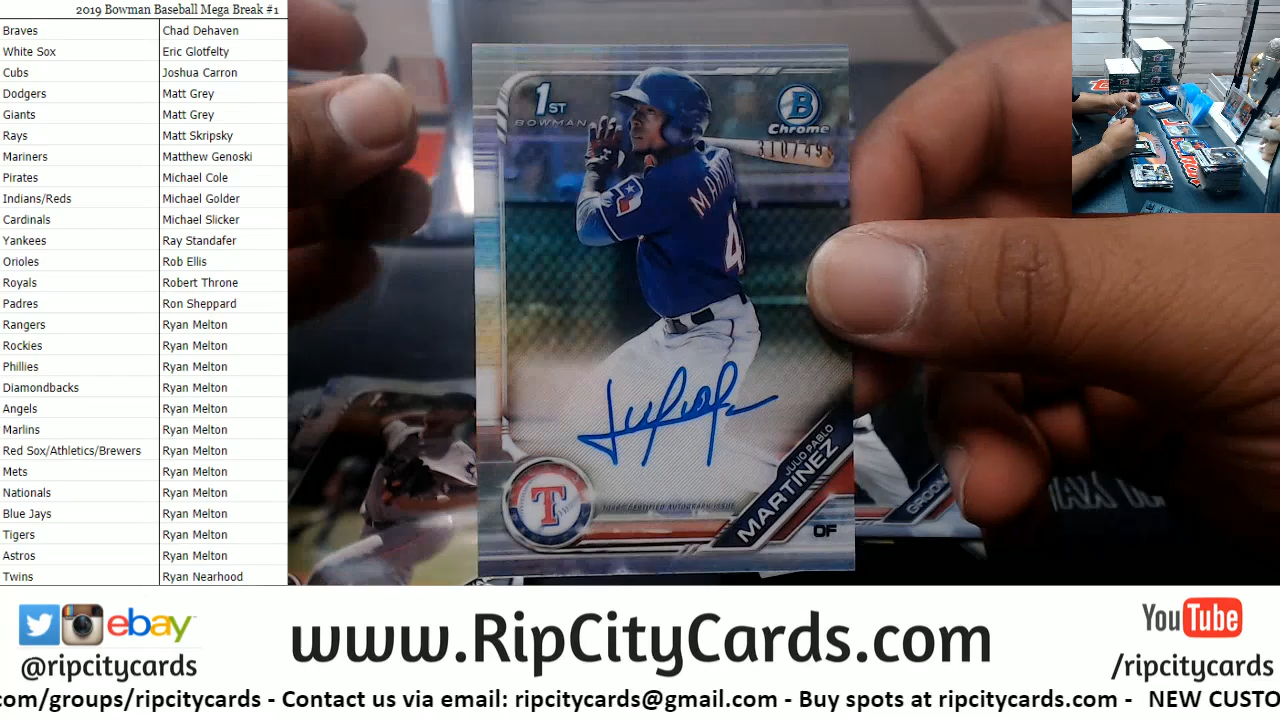 2019 Bowman Baseball Mega Break #1
Braves Chad Dehaven
White Sox Eric Glotfelty
Cubs Joshua Carron
Dodgers Matt Grey
Giants Matt Grey
Rays Matt Skripsky
Mariners Matthew Genoski
Pirates Michael Cole
Indians/Reds Michael Golder
Cardinals Michael Slicker
Yankees Ray Standafer
Orioles Rob Ellis
Royals Robert Throne
Padres Ron Sheppard
Rangers Ryan Melton
Rockies Ryan Melton
Phillies Ryan Melton
Diamondbacks Ryan Melton
Angels Ryan Melton
Marlins Ryan Melton
Red Sox/Athletics/Brewers Ryan Melton
Mets Ryan Melton
Nationals Ryan Melton
Blue Jays Ryan Melton
Tigers Ryan Melton
Astros Ryan Melton
Twins Ryan Nearhood
1ST
BOWMAN
B
Chrome
310/499
4
T
TOPPS CERTIFIED AUTOGRAPH ISSUE
JULIO PABLO
MARTINEZ
OF
GROOM
ebay
@ripcitycards
www.RipCityCards.com
YouTube
/ripcitycards
com/groups/ripcitycards - Contact us via email: ripcitycards@gmail.com - Buy spots at ripcitycards.com - NEW CUSTO